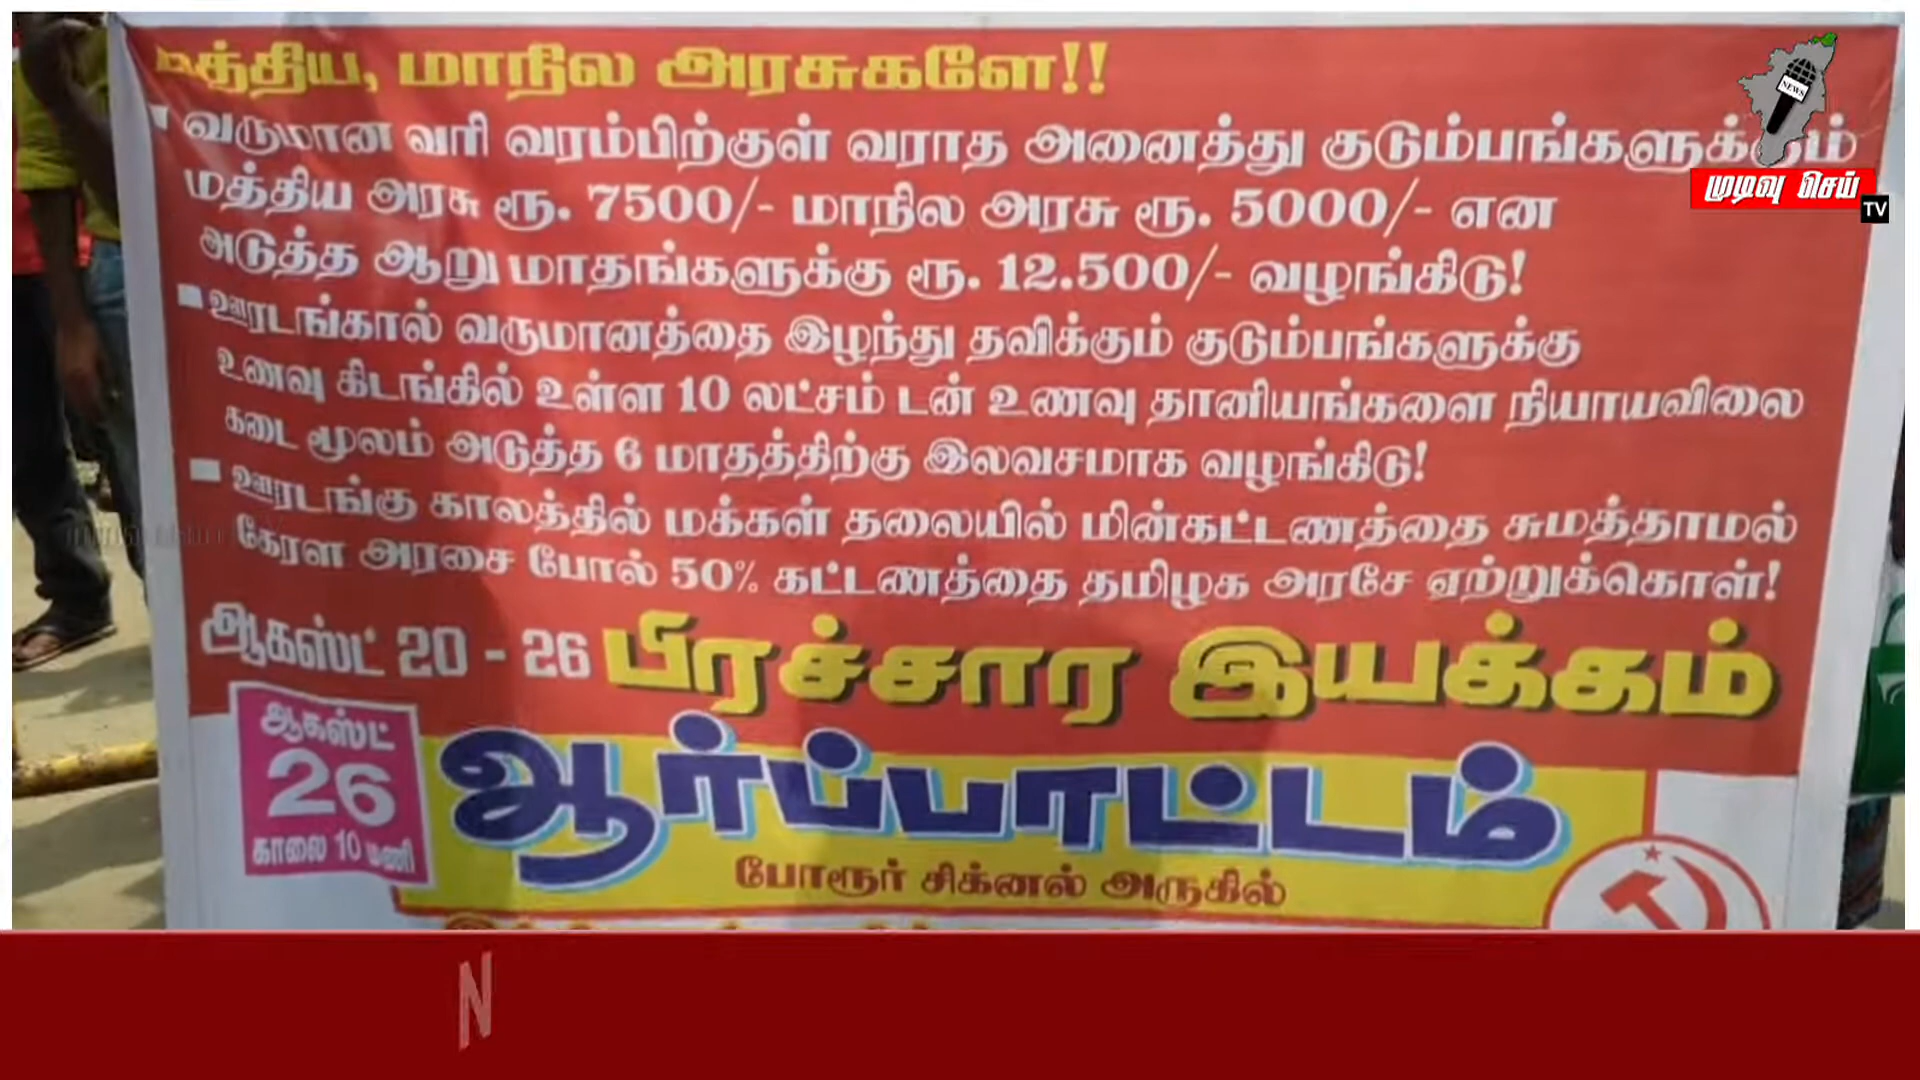 மத்திய, மாநில அரசுகளே!!
வருமான வரி வரம்பிற்குள் வராத அனைத்து குடும்பங்களுக்கும்
மத்திய அரசு ரூ. 7500/- மாநில அரசு ரூ. 5000/- என
அடுத்த ஆறு மாதங்களுக்கு ரூ. 12.500/- வழங்கிடு!
ஊரடங்கால் வருமானத்தை இழந்து தவிக்கும் குடும்பங்களுக்கு
உணவு கிடங்கில் உள்ள 10 லட்சம் டன் உணவு தானியங்களை நியாயவிலை
கடை மூலம் அடுத்த 6 மாதத்திற்கு இலவசமாக வழங்கிடு!
ஊரடங்கு காலத்தில் மக்கள் தலையில் மின்கட்டணத்தை சுமத்தாமல்
கேரள அரசை போல் 50% கட்டணத்தை தமிழக அரசே ஏற்றுக்கொள்!
ஆகஸ்ட் 20 - 26 பிரச்சார இயக்கம்
ஆகஸ்ட்
26
காலை 10 மணி
ஆர்ப்பாட்டம்
போரூர் சிக்னல் அருகில்
NEWS
முடிவு செய்
TV
N